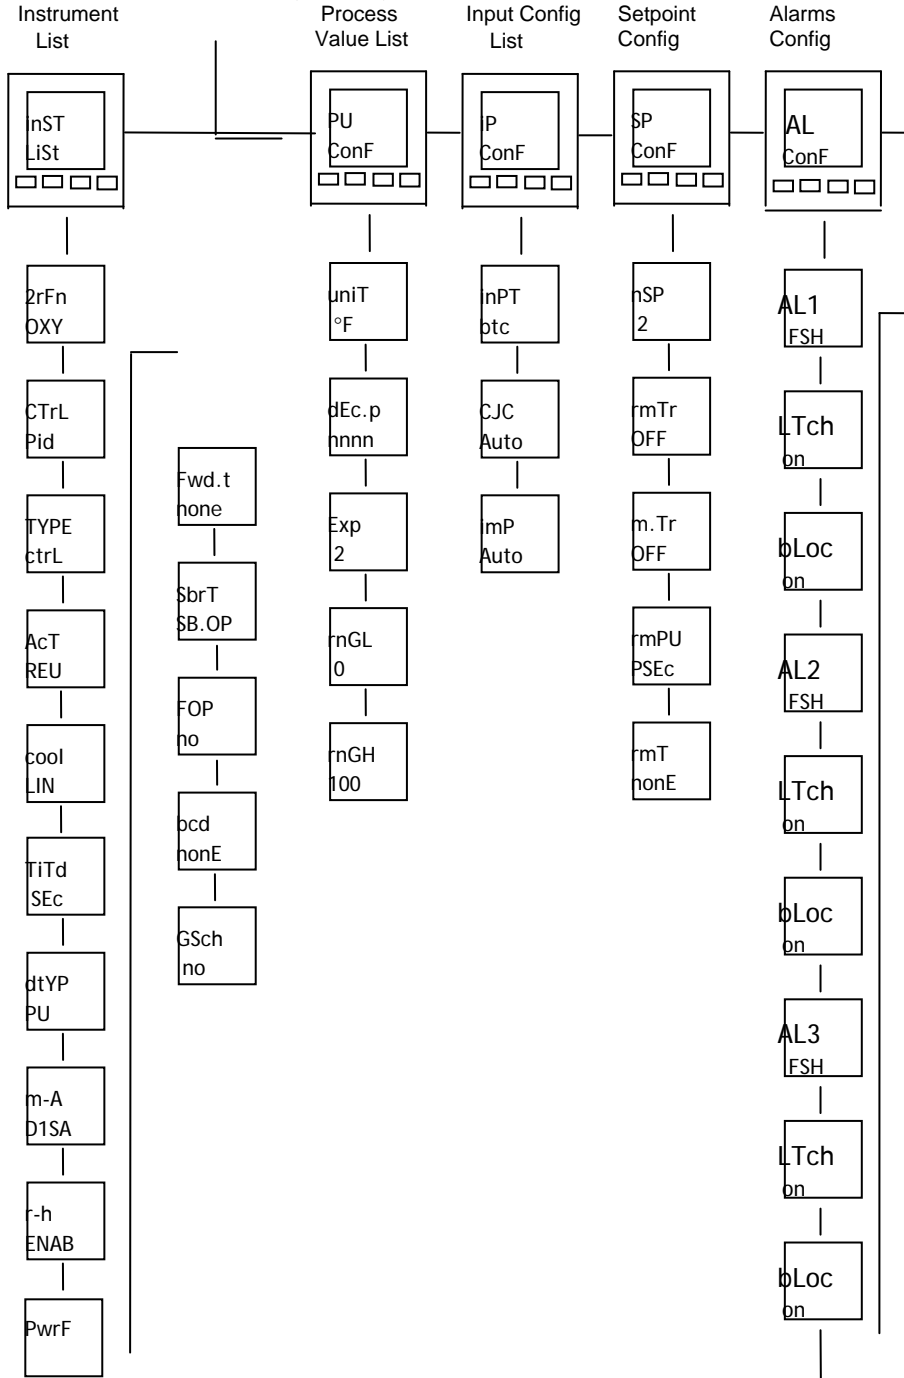 Instrument
List
Process
Value List
Input Config
List
Setpoint
Config
Alarms
Config
inST
LiSt
PU
ConF
iP
ConF
SP
ConF
AL
ConF
2rFn
OXY
CTrL
Pid
TYPE
ctrL
AcT
REU
cool
LIN
TiTd
SEc
dtYP
PU
m-A
D1SA
r-h
ENAB
PwrF
Fwd.t
none
SbrT
SB.OP
FOP
no
bcd
nonE
GSch
no
uniT
°F
dEc.p
nnnn
Exp
2
rnGL
0
rnGH
100
inPT
btc
CJC
Auto
imP
Auto
nSP
2
rmTr
OFF
m.Tr
OFF
rmPU
PSEc
rmT
nonE
AL1
FSH
LTch
on
bLoc
on
AL2
FSH
LTch
on
bLoc
on
AL3
FSH
LTch
on
bLoc
on